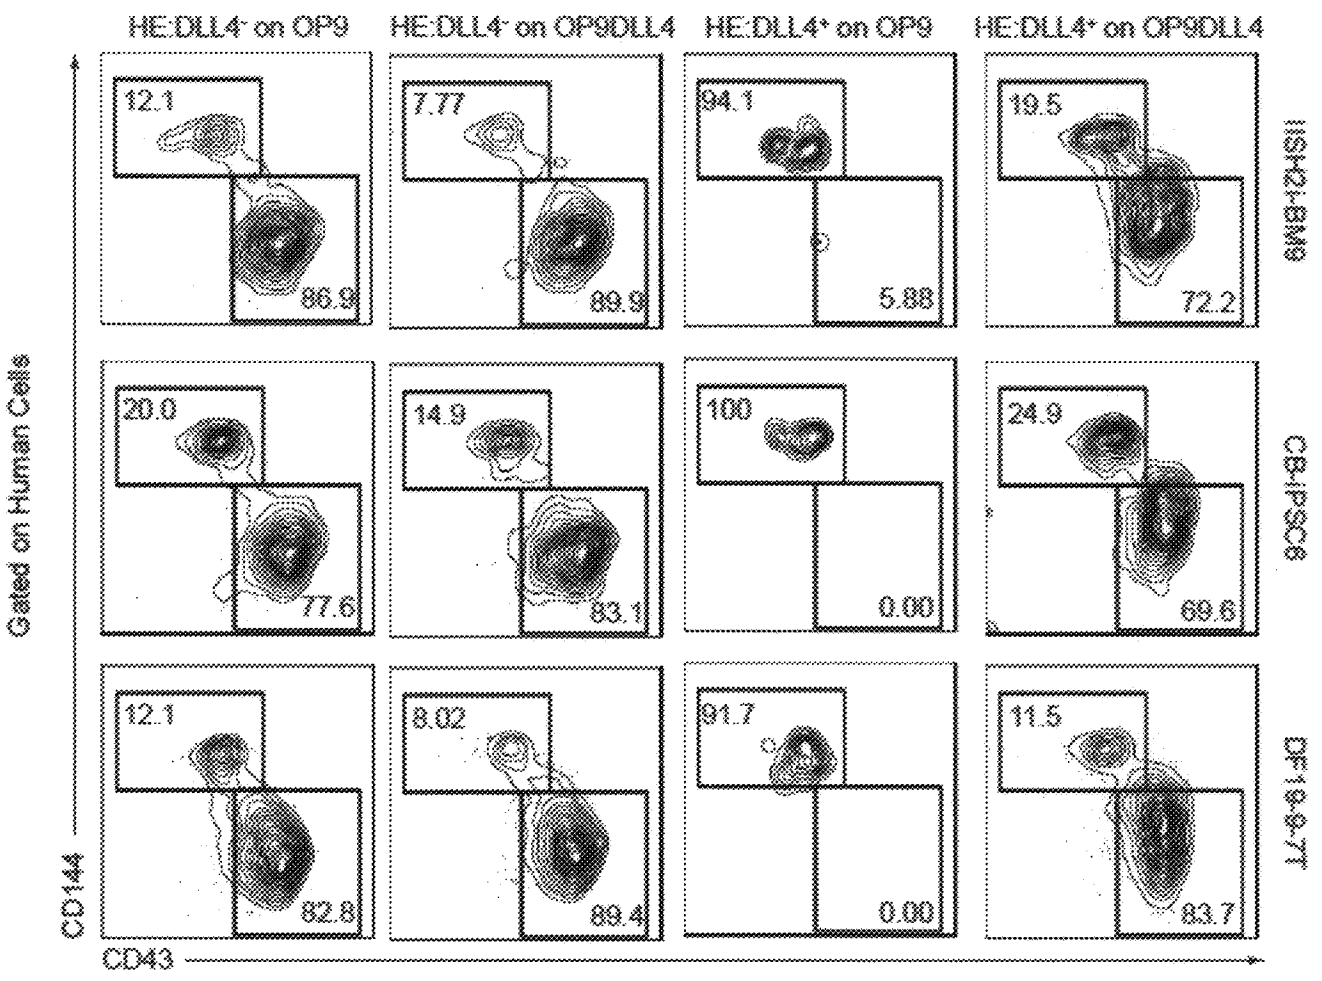 HE:DLL4⁻ on OP9
HE:DLL4⁻ on OP9DLL4
HE:DLL4⁺ on OP9
HE:DLL4⁺ on OP9DLL4
12.1
86.9
7.77
89.9
94.1
5.88
19.5
72.2
IISH2i-BM9
20.0
77.6
14.9
83.1
100
0.00
24.9
69.6
CB-iPSC6
12.1
82.8
8.02
89.4
91.7
0.00
11.5
83.7
DF19-9-7T
Gated on Human Cells
CD144
CD43